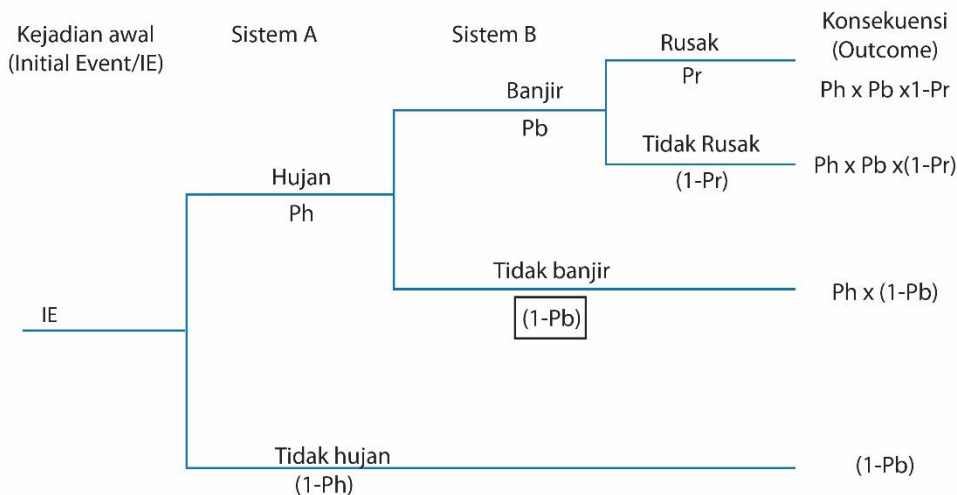 Kejadian awal
(Initial Event/IE)
Sistem A
Sistem B
Konsekuensi
(Outcome)
Rusak
Pr
Ph x Pb x1-Pr
Banjir
Pb
Tidak Rusak
(1-Pr)
Ph x Pb x(1-Pr)
Hujan
Ph
Tidak banjir
(1-Pb)
Ph x (1-Pb)
IE
Tidak hujan
(1-Ph)
(1-Pb)